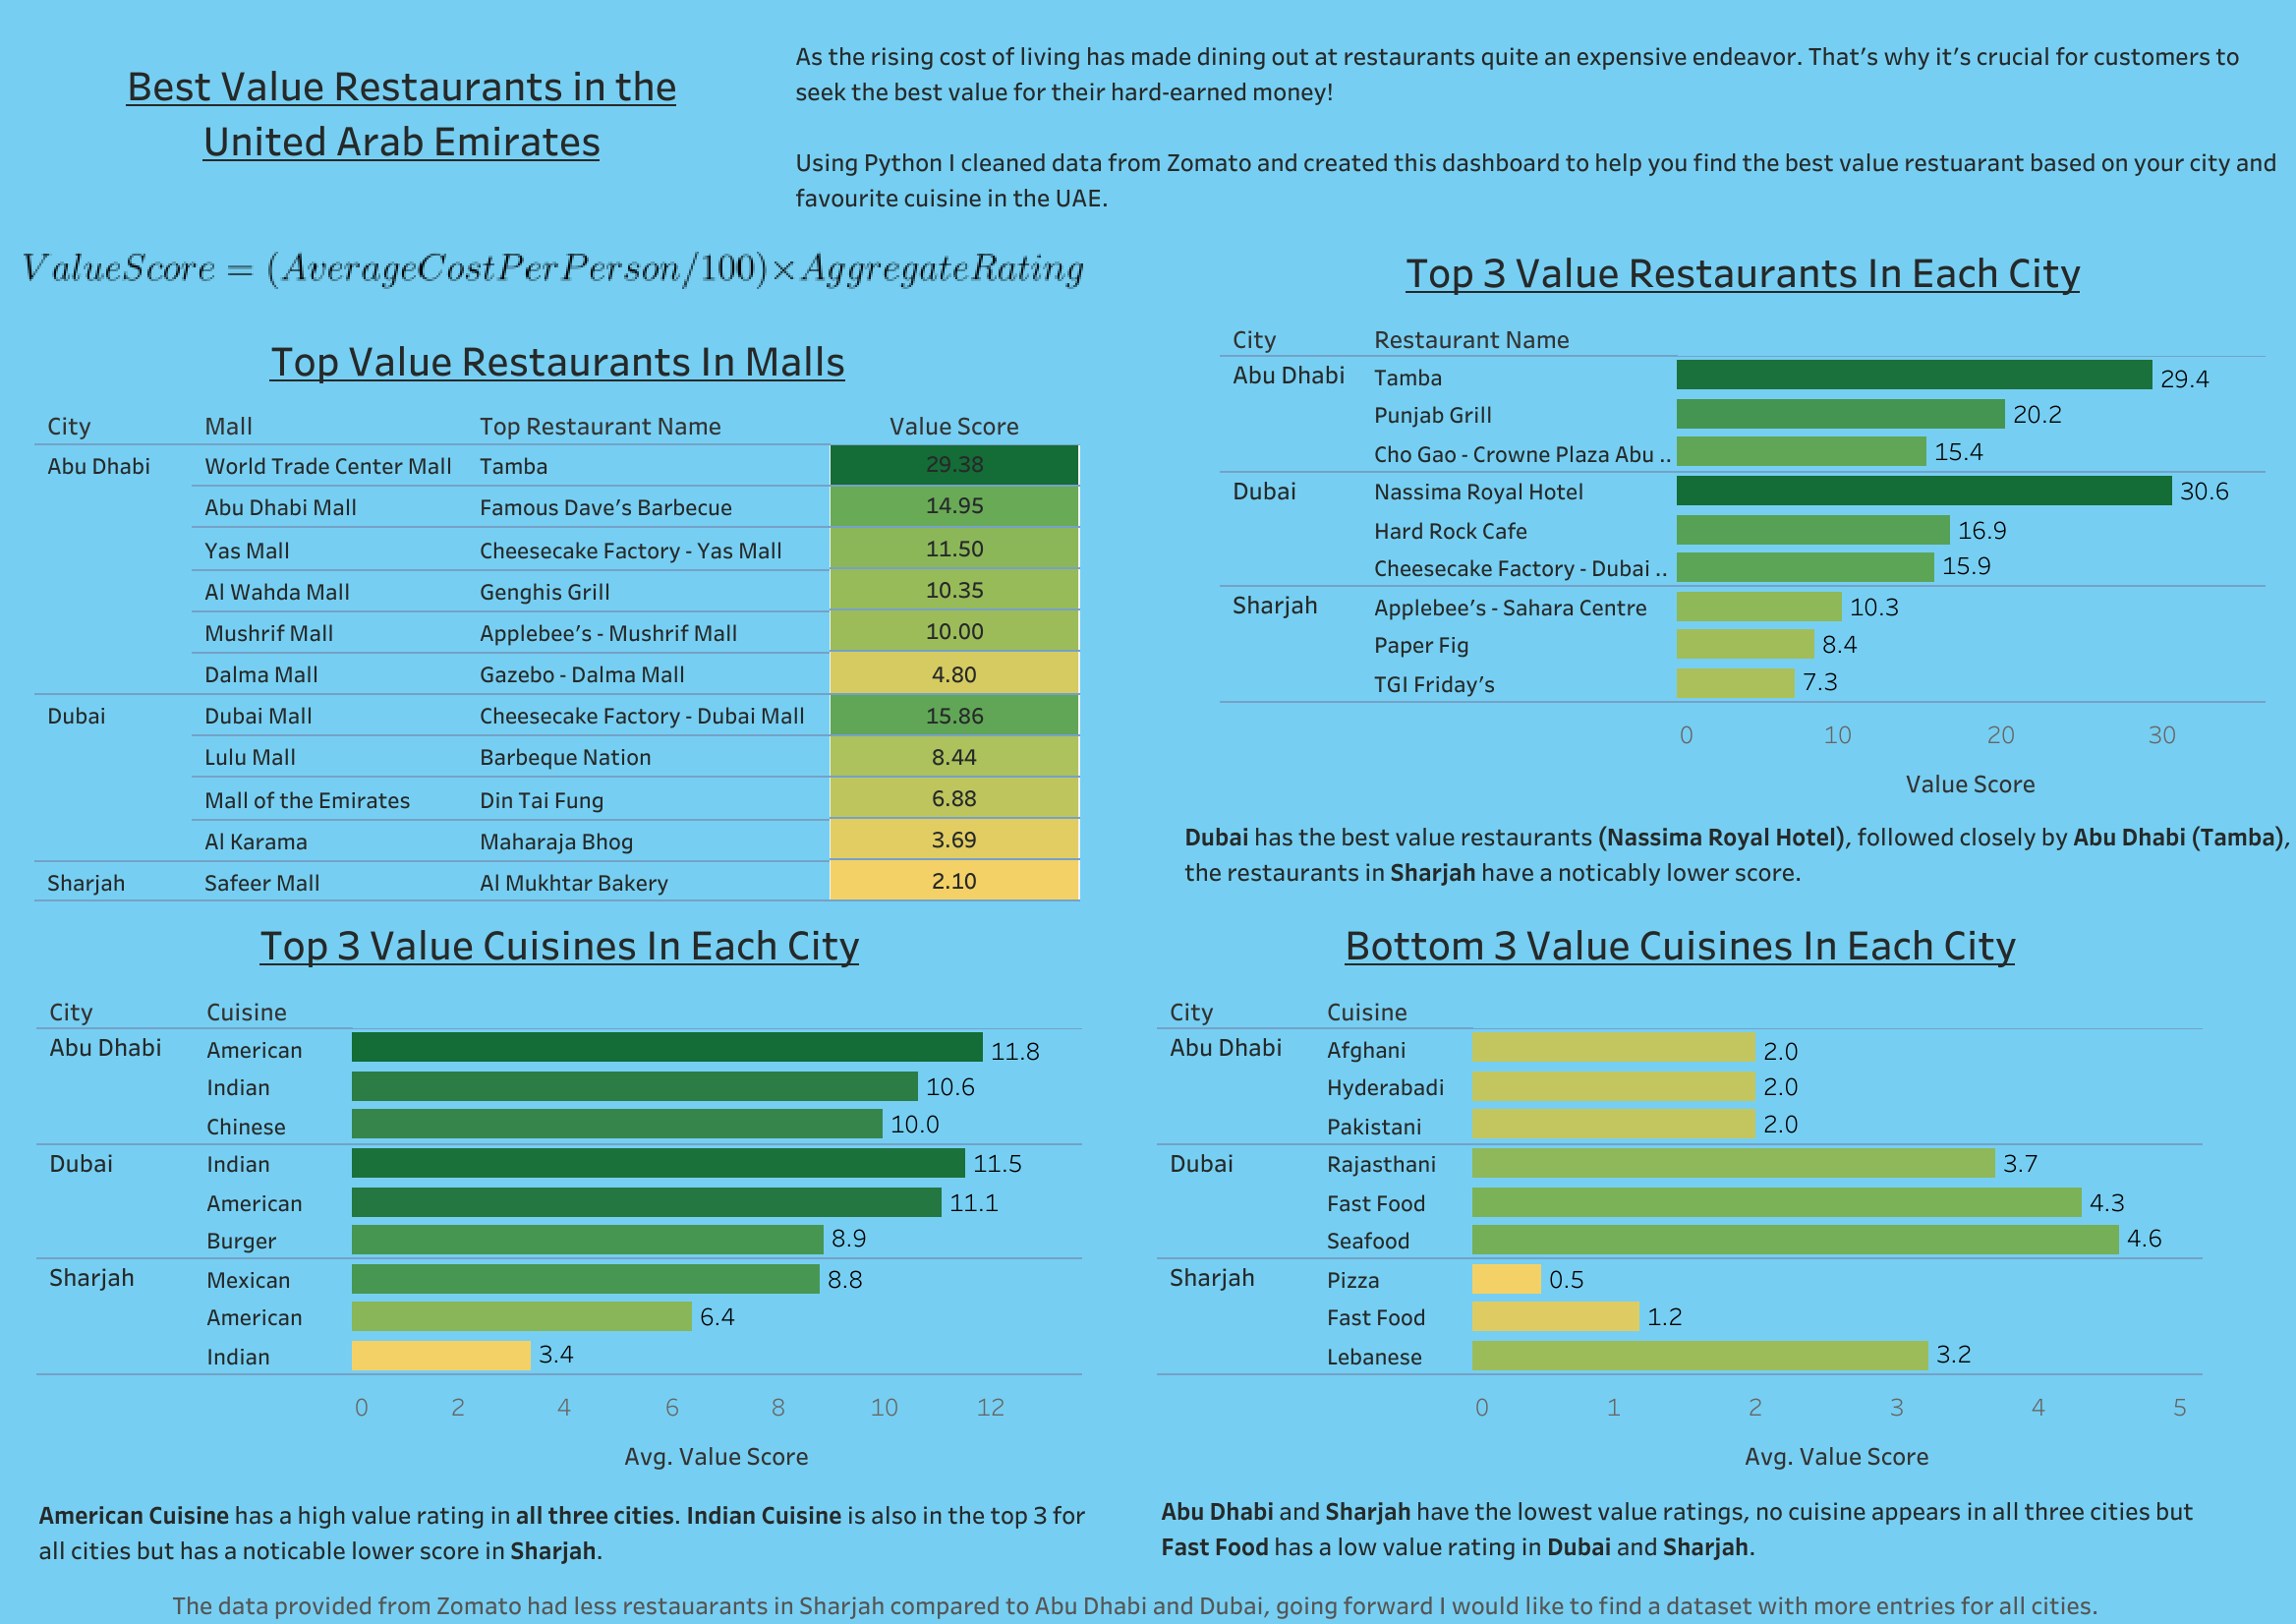 Best Value Restaurants in the
United Arab Emirates
As the rising cost of living has made dining out at restaurants quite an expensive endeavor. That's why it's crucial for customers to
seek the best value for their hard-earned money!
Using Python I cleaned data from Zomato and created this dashboard to help you find the best value restuarant based on your city and
favourite cuisine in the UAE.
ValueScore = (AverageCostPerPerson/100)×AggregateRating
Top Value Restaurants In Malls
City Mall Top Restaurant Name Value Score
Abu Dhabi World Trade Center Mall Tamba 29.38
Abu Dhabi Mall Famous Dave's Barbecue 14.95
Yas Mall Cheesecake Factory - Yas Mall 11.50
Al Wahda Mall Genghis Grill 10.35
Mushrif Mall Applebee's - Mushrif Mall 10.00
Dalma Mall Gazebo - Dalma Mall 4.80
Dubai Dubai Mall Cheesecake Factory - Dubai Mall 15.86
Lulu Mall Barbeque Nation 8.44
Mall of the Emirates Din Tai Fung 6.88
Al Karama Maharaja Bhog 3.69
Sharjah Safeer Mall Al Mukhtar Bakery 2.10
Top 3 Value Restaurants In Each City
City Restaurant Name
Abu Dhabi Tamba 29.4
Punjab Grill 20.2
Cho Gao - Crowne Plaza Abu .. 15.4
Dubai Nassima Royal Hotel 30.6
Hard Rock Cafe 16.9
Cheesecake Factory - Dubai .. 15.9
Sharjah Applebee's - Sahara Centre 10.3
Paper Fig 8.4
TGI Friday's 7.3
0 10 20 30
Value Score
Dubai has the best value restaurants (Nassima Royal Hotel), followed closely by Abu Dhabi (Tamba),
the restaurants in Sharjah have a noticably lower score.
Top 3 Value Cuisines In Each City
City Cuisine
Abu Dhabi American 11.8
Indian 10.6
Chinese 10.0
Dubai Indian 11.5
American 11.1
Burger 8.9
Sharjah Mexican 8.8
American 6.4
Indian 3.4
0 2 4 6 8 10 12
Avg. Value Score
American Cuisine has a high value rating in all three cities. Indian Cuisine is also in the top 3 for
all cities but has a noticable lower score in Sharjah.
Bottom 3 Value Cuisines In Each City
City Cuisine
Abu Dhabi Afghani 2.0
Hyderabadi 2.0
Pakistani 2.0
Dubai Rajasthani 3.7
Fast Food 4.3
Seafood 4.6
Sharjah Pizza 0.5
Fast Food 1.2
Lebanese 3.2
0 1 2 3 4 5
Avg. Value Score
Abu Dhabi and Sharjah have the lowest value ratings, no cuisine appears in all three cities but
Fast Food has a low value rating in Dubai and Sharjah.
The data provided from Zomato had less restauarants in Sharjah compared to Abu Dhabi and Dubai, going forward I would like to find a dataset with more entries for all cities.